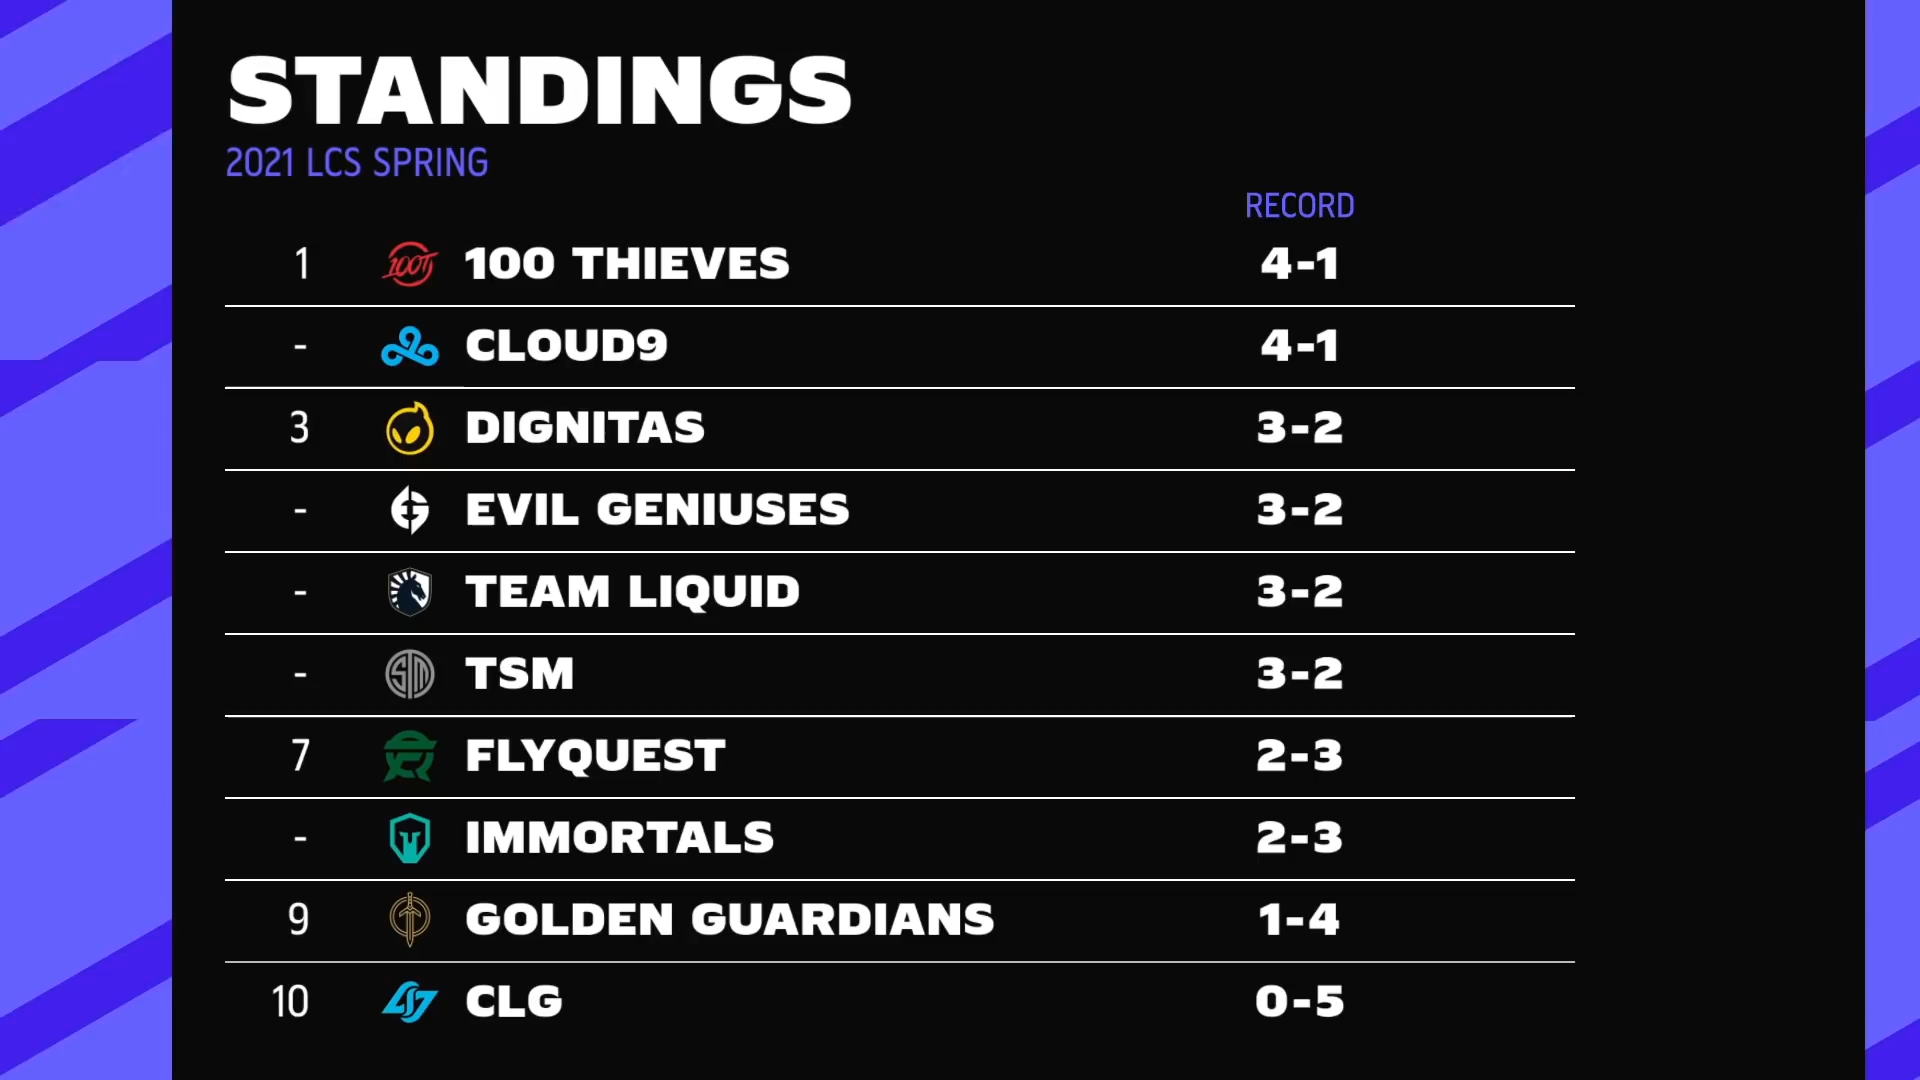 STANDINGS
2021 LCS SPRING
RECORD
1 100T 100 THIEVES 4-1
- CLOUD9 4-1
3 DIGNITAS 3-2
- EVIL GENIUSES 3-2
- TEAM LIQUID 3-2
- TSM TSM 3-2
7 FLYQUEST 2-3
- IMMORTALS 2-3
9 GOLDEN GUARDIANS 1-4
10 CLG 0-5